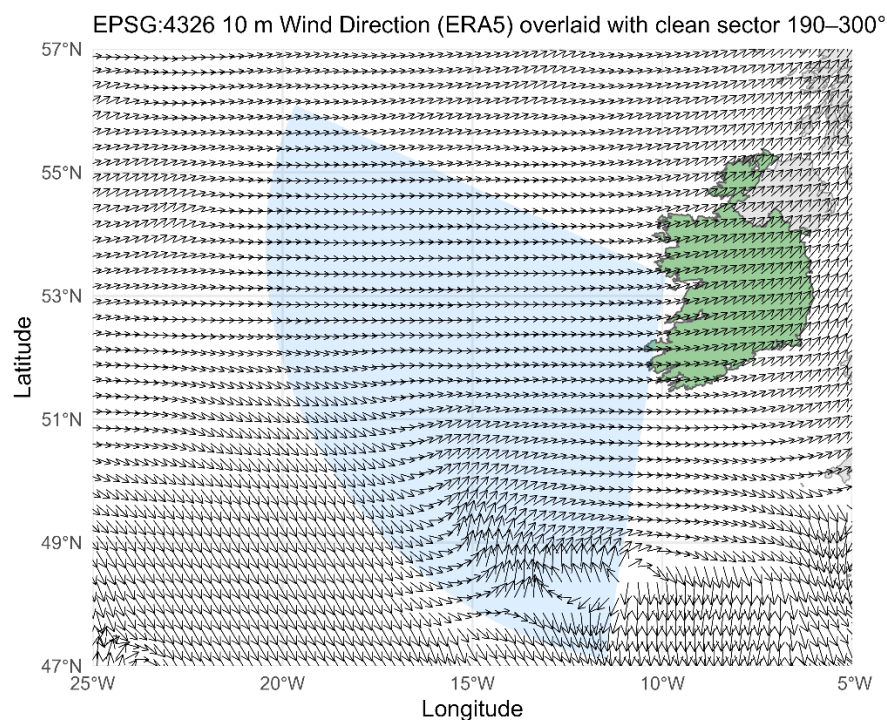 EPSG:4326 10 m Wind Direction (ERA5) overlaid with clean sector 190–300°
57°N
55°N
53°N
51°N
49°N
47°N
Latitude
25°W 20°W 15°W 10°W 5°W
Longitude